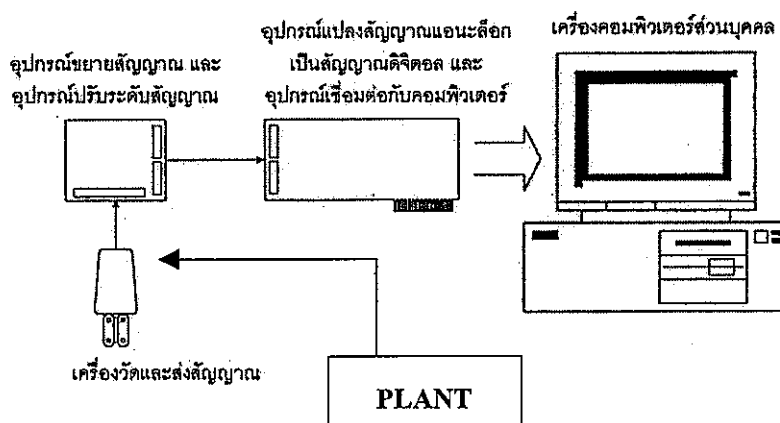 อุปกรณ์ขยายสัญญาณ และ
อุปกรณ์ปรับระดับสัญญาณ
อุปกรณ์แปลงสัญญาณแอนะล็อก
เป็นสัญญาณดิจิตอล และ
อุปกรณ์เชื่อมต่อกับคอมพิวเตอร์
เครื่องคอมพิวเตอร์ส่วนบุคคล
เครื่องวัดและส่งสัญญาณ
PLANT